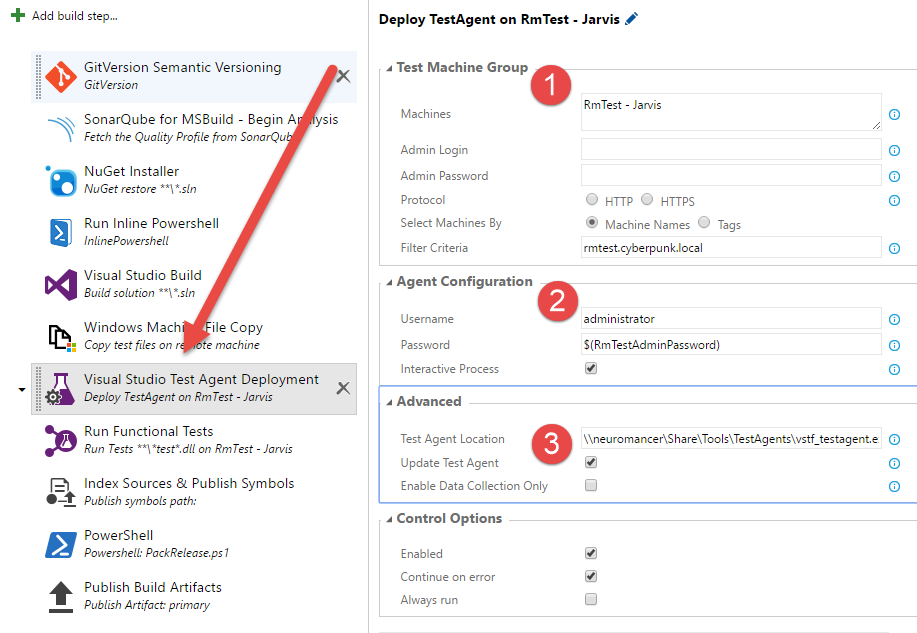 Add build step...
GitVersion Semantic Versioning
GitVersion
SonarQube for MSBuild - Begin Analysis
Fetch the Quality Profile from SonarQube
NuGet Installer
NuGet restore **\*.sln
Run Inline Powershell
InlinePowershell
Visual Studio Build
Build solution **\*.sln
Windows Machine File Copy
Copy test files on remote machine
Visual Studio Test Agent Deployment
Deploy TestAgent on RmTest - Jarvis
Run Functional Tests
Run Tests **\*test*.dll on RmTest - Jarvis
Index Sources & Publish Symbols
Publish symbols path:
PowerShell
Powershell: PackRelease.ps1
Publish Build Artifacts
Publish Artifact: primary
Deploy TestAgent on RmTest - Jarvis
Test Machine Group
1
Machines RmTest - Jarvis
Admin Login
Admin Password
Protocol HTTP HTTPS
Select Machines By Machine Names Tags
Filter Criteria rmtest.cyberpunk.local
Agent Configuration
2
Username administrator
Password $(RmTestAdminPassword)
Interactive Process
Advanced
3
Test Agent Location \\neuromancer\Share\Tools\TestAgents\vstf_testagent.e
Update Test Agent
Enable Data Collection Only
Control Options
Enabled
Continue on error
Always run